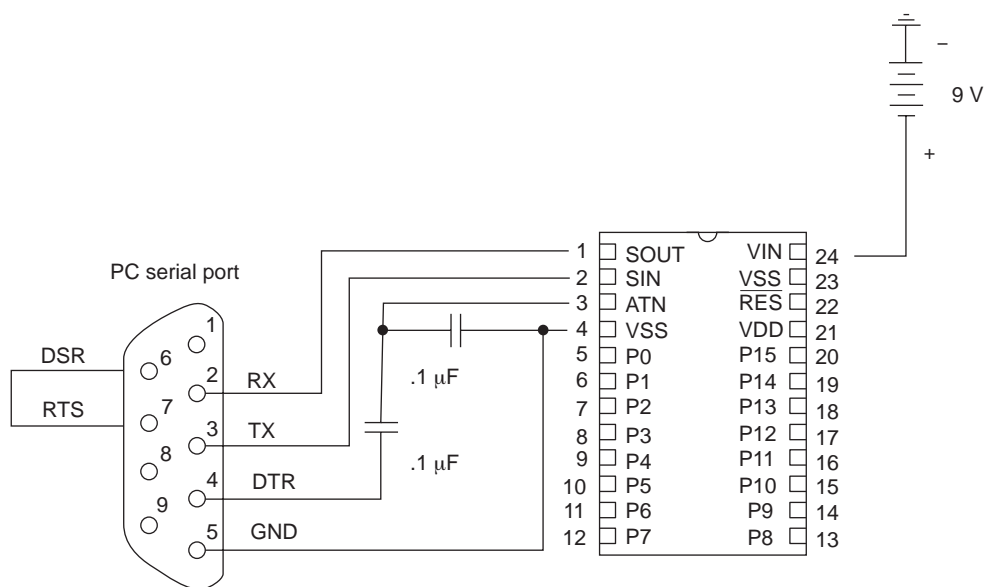 –
9 V
+
PC serial port
DSR
RTS
1
6
2
7
3
8
4
9
5
RX
TX
DTR
GND
.1 μF
.1 μF
1 SOUT VIN 24
2 SIN VSS 23
3 ATN RES 22
4 VSS VDD 21
5 P0 P15 20
6 P1 P14 19
7 P2 P13 18
8 P3 P12 17
9 P4 P11 16
10 P5 P10 15
11 P6 P9 14
12 P7 P8 13